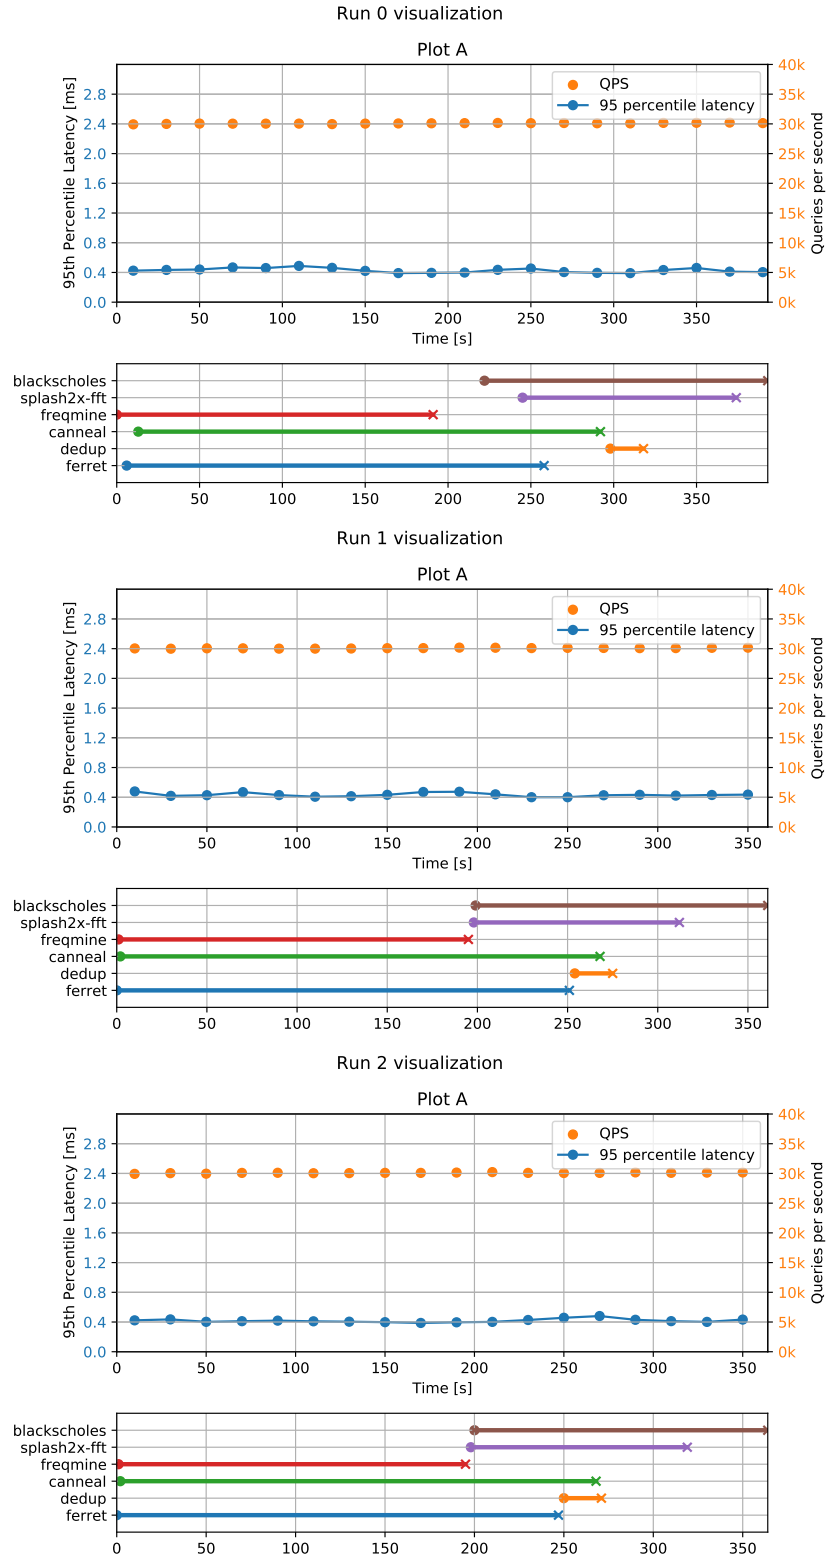 Run 0 visualization
Plot A
QPS
95 percentile latency
95th Percentile Latency [ms]
2.8
2.4
2.0
1.6
1.2
0.8
0.4
0.0
Queries per second
40k
35k
30k
25k
20k
15k
10k
5k
0k
0 50 100 150 200 250 300 350
Time [s]
blackscholes
splash2x-fft
freqmine
canneal
dedup
ferret
0 50 100 150 200 250 300 350
Run 1 visualization
Plot A
QPS
95 percentile latency
95th Percentile Latency [ms]
2.8
2.4
2.0
1.6
1.2
0.8
0.4
0.0
Queries per second
40k
35k
30k
25k
20k
15k
10k
5k
0k
0 50 100 150 200 250 300 350
Time [s]
blackscholes
splash2x-fft
freqmine
canneal
dedup
ferret
0 50 100 150 200 250 300 350
Run 2 visualization
Plot A
QPS
95 percentile latency
95th Percentile Latency [ms]
2.8
2.4
2.0
1.6
1.2
0.8
0.4
0.0
Queries per second
40k
35k
30k
25k
20k
15k
10k
5k
0k
0 50 100 150 200 250 300 350
Time [s]
blackscholes
splash2x-fft
freqmine
canneal
dedup
ferret
0 50 100 150 200 250 300 350